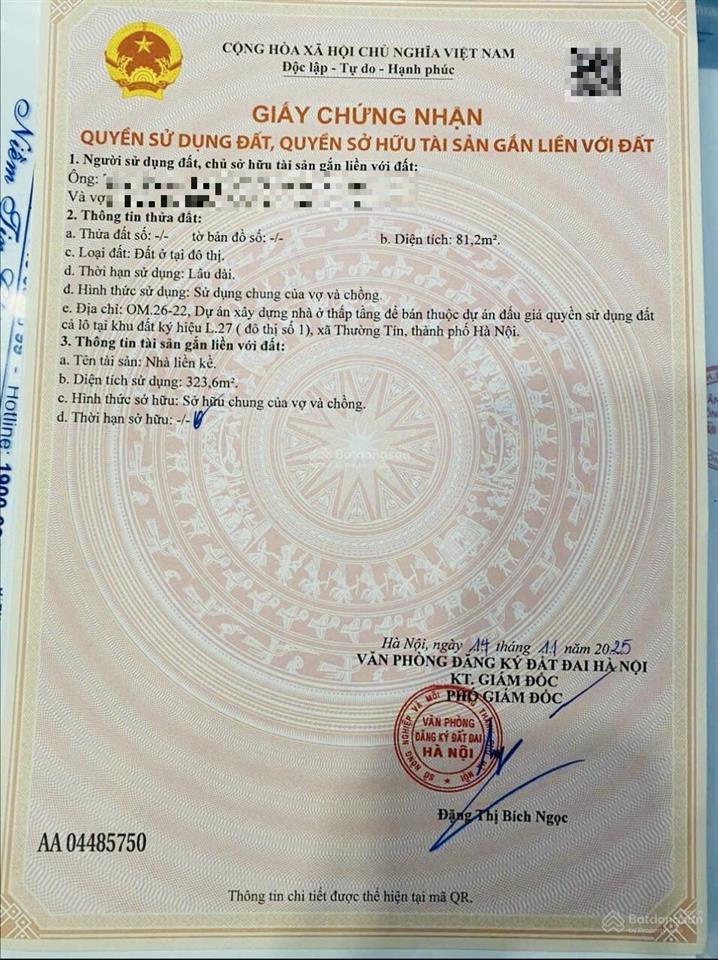 CỘNG HÒA XÃ HỘI CHỦ NGHĨA VIỆT NAM
Độc lập - Tự do - Hạnh phúc
GIẤY CHỨNG NHẬN
QUYỀN SỬ DỤNG ĐẤT, QUYỀN SỞ HỮU TÀI SẢN GẮN LIỀN VỚI ĐẤT
1. Người sử dụng đất, chủ sở hữu tài sản gắn liền với đất:
Ông:
Và vợ
2. Thông tin thửa đất:
a. Thửa đất số: -/- tờ bản đồ số: -/- b. Diện tích: 81,2m².
c. Loại đất: Đất ở tại đô thị.
d. Thời hạn sử dụng: Lâu dài.
đ. Hình thức sử dụng: Sử dụng chung của vợ và chồng.
e. Địa chỉ: OM.26-22, Dự án xây dựng nhà ở thấp tầng để bán thuộc dự án đấu giá quyền sử dụng đất
cả lô tại khu đất ký hiệu L.27 ( đô thị số 1), xã Thường Tín, thành phố Hà Nội.
3. Thông tin tài sản gắn liền với đất:
a. Tên tài sản: Nhà liền kề.
b. Diện tích sử dụng: 323,6m².
c. Hình thức sở hữu: Sở hữu chung của vợ và chồng.
d. Thời hạn sở hữu: -/-
Batdongsan
Hà Nội, ngày 14 tháng 11 năm 2025
VĂN PHÒNG ĐĂNG KÝ ĐẤT ĐAI HÀ NỘI
KT. GIÁM ĐỐC
PHÓ GIÁM ĐỐC
VĂN PHÒNG
ĐĂNG KÝ ĐẤT ĐAI
HÀ NỘI
Đặng Thị Bích Ngọc
AA 04485750
Thông tin chi tiết được thể hiện tại mã QR.
Batdongsan
Niềm Tin
- Hotline: 1900